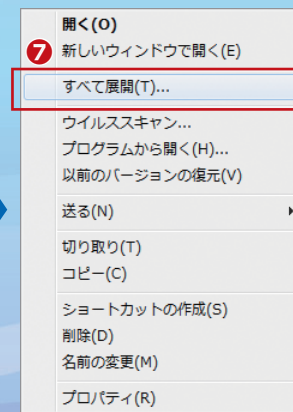 開く(O)
7 新しいウィンドウで開く(E)
すべて展開(T)...
ウイルススキャン...
プログラムから開く(H)...
以前のバージョンの復元(V)
送る(N)
切り取り(T)
コピー(C)
ショートカットの作成(S)
削除(D)
名前の変更(M)
プロパティ(R)